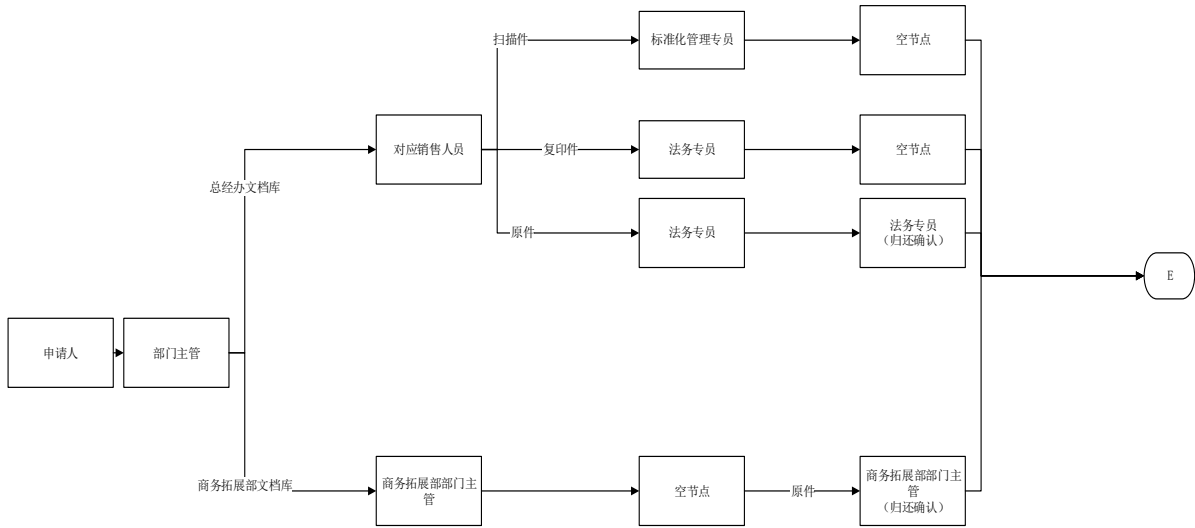 扫描件
标准化管理专员
空节点
对应销售人员
复印件
法务专员
空节点
总经办文档库
原件
法务专员
法务专员
（归还确认）
E
申请人
部门主管
商务拓展部文档库
商务拓展部部门主
管
空节点
原件
商务拓展部部门主
管
（归还确认）